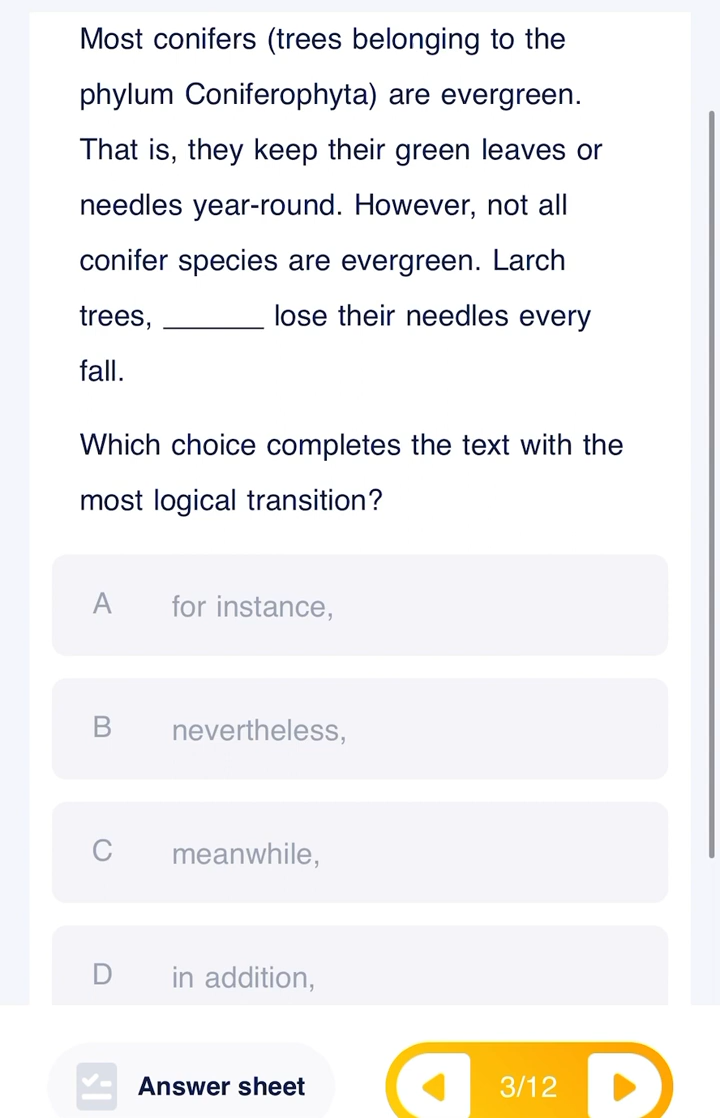 Most conifers (trees belonging to the
phylum Coniferophyta) are evergreen.
That is, they keep their green leaves or
needles year-round. However, not all
conifer species are evergreen. Larch
trees, _______ lose their needles every
fall.
Which choice completes the text with the
most logical transition?
A for instance,
B nevertheless,
C meanwhile,
D in addition,
Answer sheet
3/12